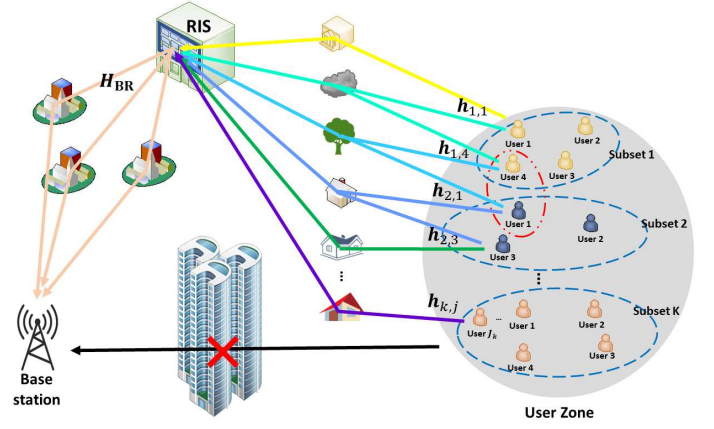 RIS
H_BR
h_{1,1}
User 1
User 2
h_{1,4}
User 4
User 3
Subset 1
h_{2,1}
User 1
Subset 2
User 2
h_{2,3}
User 3
⋮
⋮
h_{k,j}
Subset K
User J_k
...
User 1
User 2
User 4
User 3
Base
station
User Zone